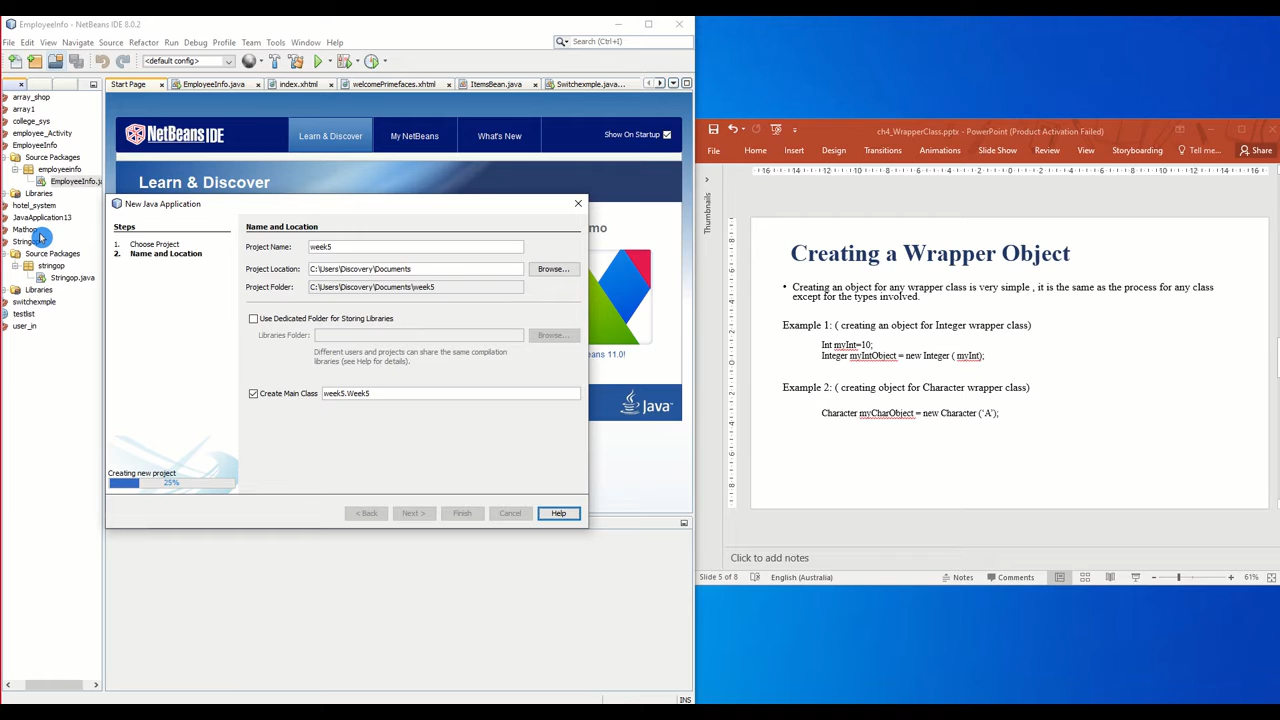 EmployeeInfo - NetBeans IDE 8.0.2
File Edit View Navigate Source Refactor Run Debug Profile Team Tools Window Help
Search (Ctrl+I)
<default config>
Start Page
EmployeeInfo.java
index.xhtml
welcomePrimefaces.xhtml
ItemsBean.java
Switchexmple.java...
array_shop
array1
college_sys
employee_Activity
EmployeeInfo
Source Packages
employeeinfo
EmployeeInfo.ja
Libraries
hotel_system
JavaApplication13
Source Packages
stringop
Stringop.java
Libraries
switchexmple
testlist
user_in
NetBeans IDE
Learn & Discover
My NetBeans
What's New
Show On Startup
Learn & Discover
mo
ans 11.0!
Java
New Java Application
Steps
1. Choose Project
2. Name and Location
Creating new project
25%
Name and Location
Project Name: week5
Project Location: C:\Users\Discovery\Documents Browse...
Project Folder: C:\Users\Discovery\Documents\week5
Use Dedicated Folder for Storing Libraries
Libraries Folder: Browse...
Different users and projects can share the same compilation
libraries (see Help for details).
Create Main Class week5.Week5
< Back Next > Finish Cancel Help
INS
ch4_WrapperClass.pptx - PowerPoint (Product Activation Failed)
File Home Insert Design Transitions Animations Slide Show Review View Storyboarding Tell me... Share
16 16
Thumbnails
Creating a Wrapper Object
• Creating an object for any wrapper class is very simple , it is the same as the process for any class
except for the types involved.
Example 1: ( creating an object for Integer wrapper class)
Int myInt=10;
Integer myIntObject = new Integer ( myInt);
Example 2: ( creating object for Character wrapper class)
Character myCharObject = new Character (‘A’);
Click to add notes
Slide 5 of 8 English (Australia) Notes Comments 61%